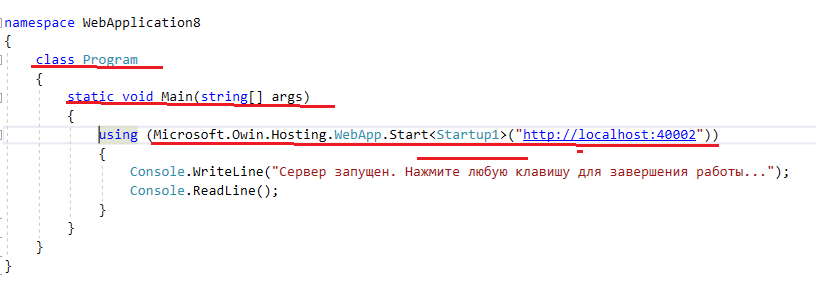 namespace WebApplication8
{
class Program
{
static void Main(string[] args)
{
using (Microsoft.Owin.Hosting.WebApp.Start<Startup1>("http://localhost:40002"))
{
Console.WriteLine("Сервер запущен. Нажмите любую клавишу для завершения работы...");
Console.ReadLine();
}
}
}
}